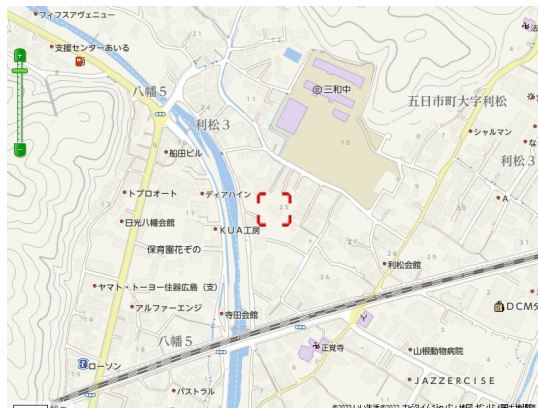 フィフスアヴェニュー
支援センターあいる
八幡5
三和中
五日市町大字利松
利松3
シャルマン
船田ビル
利松3
トプロオート
ディアハイン
A
日光八幡会館
KUA工房
保育園花ぞの
利松会館
ヤマト・トーヨー住器広島(支)
アルファーエンジ
寺田会館
DCM
八幡5
正覚寺
山根動物病院
ローソン
パストラル
JAZZERCISE